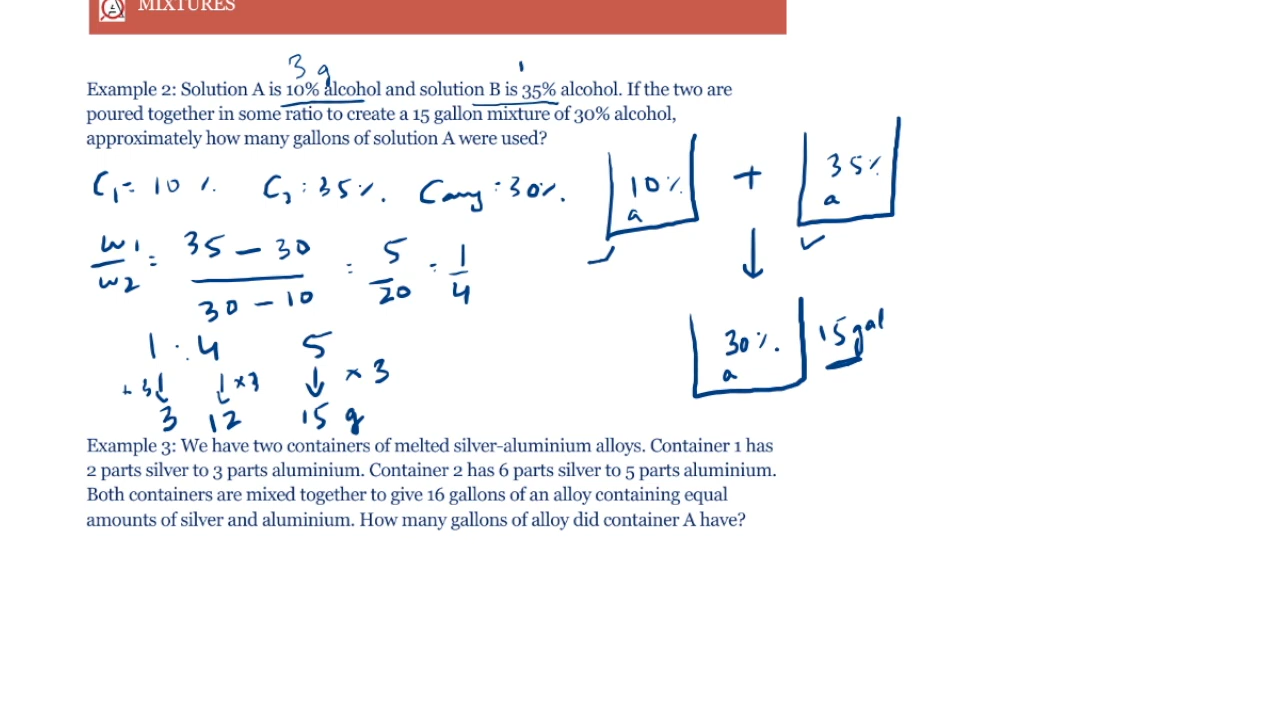 MIXTURES
3 g
Example 2: Solution A is 10% alcohol and solution B is 35% alcohol. If the two are
poured together in some ratio to create a 15 gallon mixture of 30% alcohol,
approximately how many gallons of solution A were used?
C1 = 10 %. C2 : 35%. Cavg : 30%.
10% a + 35% a
w1/w2 = 35 - 30 / 30 - 10 = 5/20 = 1/4
30%. a 15 gal
1 : 4 5
×3 ×3 × 3
3 12 15 g
Example 3: We have two containers of melted silver-aluminium alloys. Container 1 has
2 parts silver to 3 parts aluminium. Container 2 has 6 parts silver to 5 parts aluminium.
Both containers are mixed together to give 16 gallons of an alloy containing equal
amounts of silver and aluminium. How many gallons of alloy did container A have?